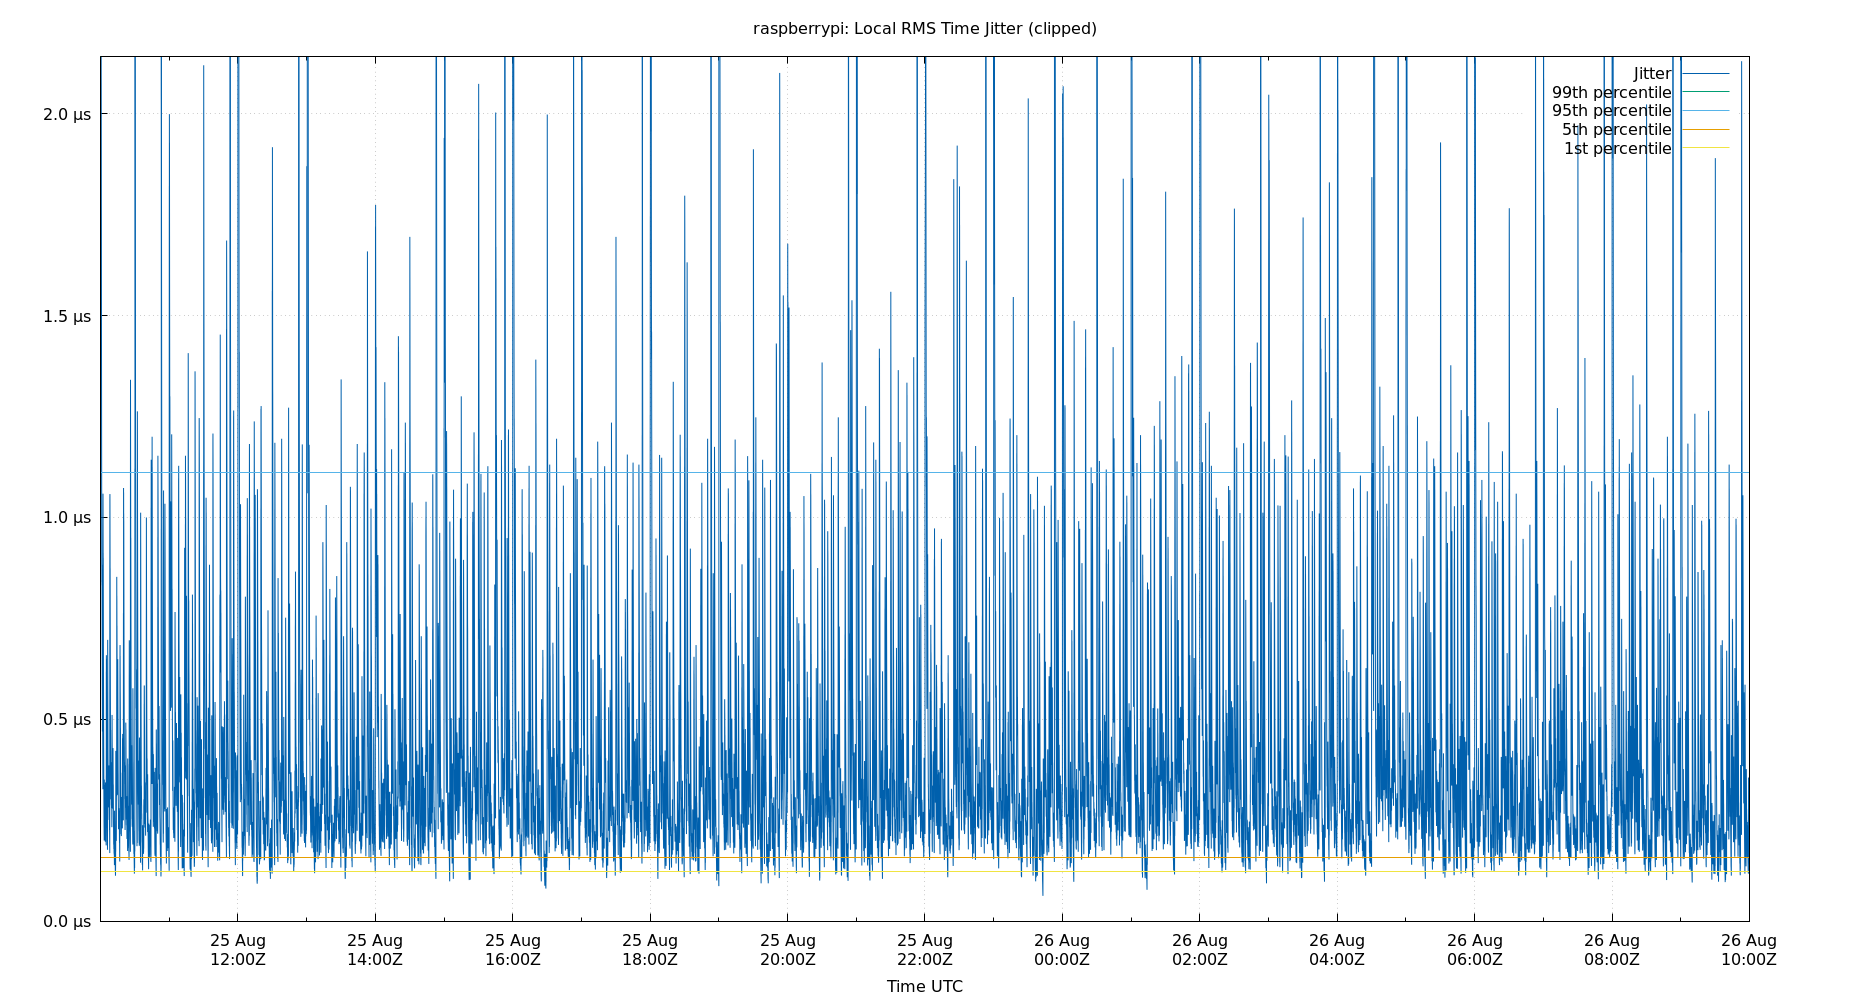 raspberrypi: Local RMS Time Jitter (clipped)
Jitter
99th percentile
95th percentile
5th percentile
1st percentile
2.0 µs
1.5 µs
1.0 µs
0.5 µs
0.0 µs
25 Aug 25 Aug 25 Aug 25 Aug 25 Aug 25 Aug 26 Aug 26 Aug 26 Aug 26 Aug 26 Aug 26 Aug
12:00Z 14:00Z 16:00Z 18:00Z 20:00Z 22:00Z 00:00Z 02:00Z 04:00Z 06:00Z 08:00Z 10:00Z
Time UTC